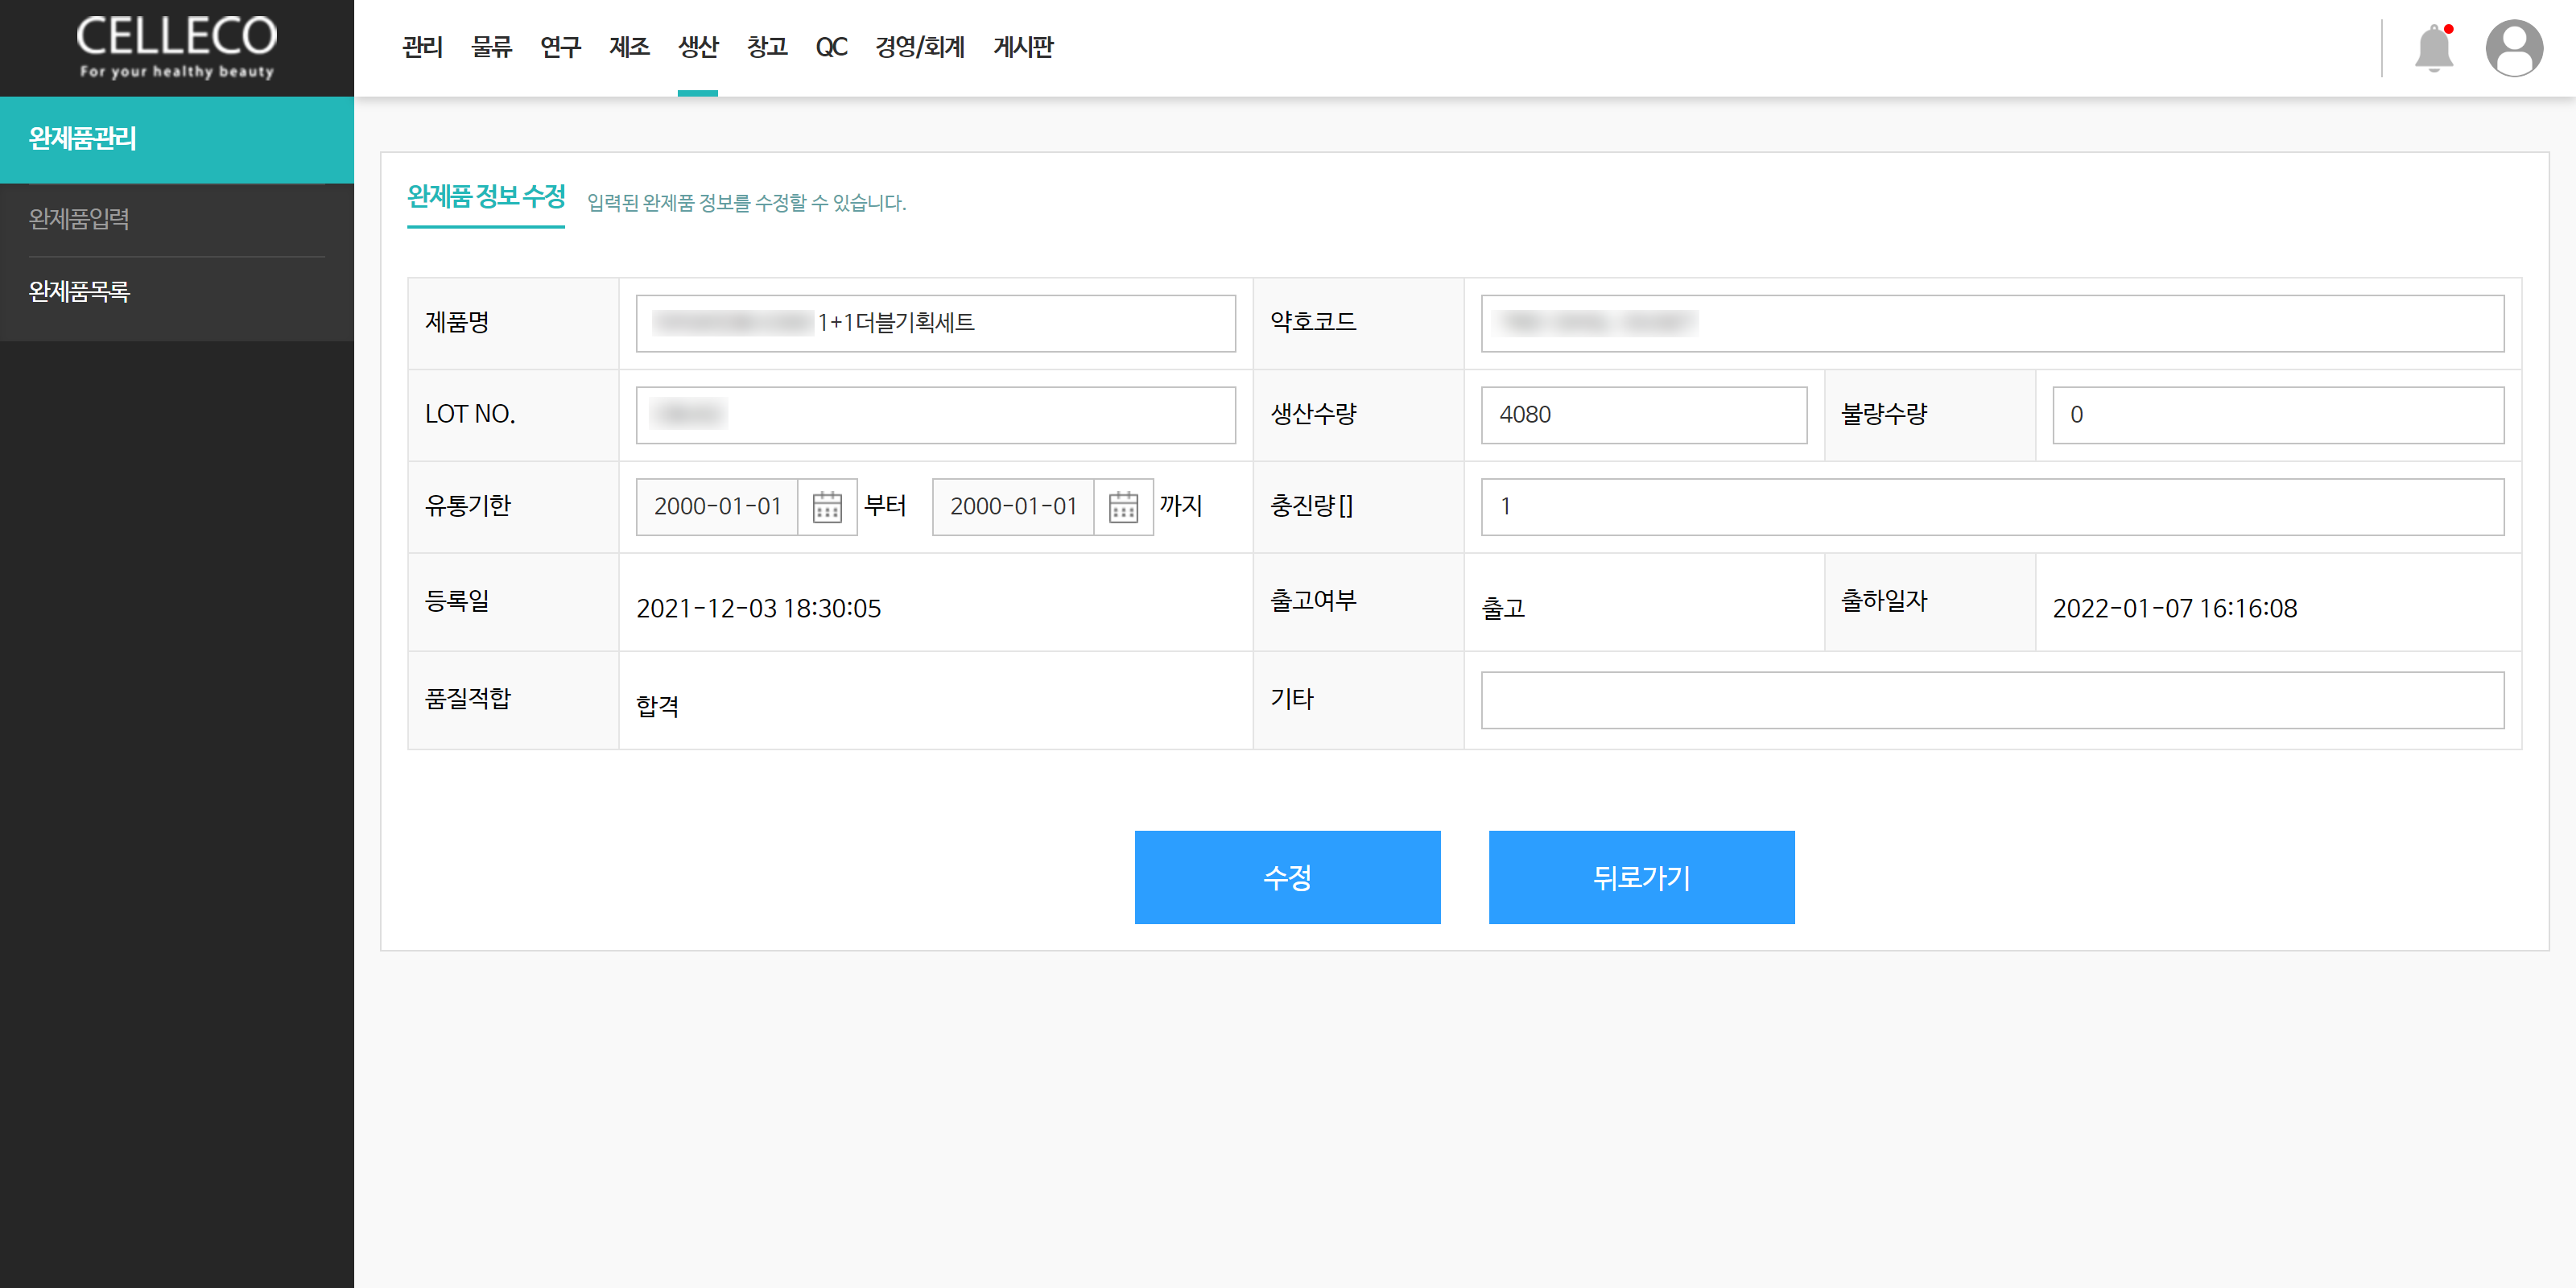 CELLECO
For your healthy beauty
관리 물류 연구 제조 생산 창고 QC 경영/회계 게시판
완제품관리
완제품입력
완제품목록
완제품 정보 수정 입력된 완제품 정보를 수정할 수 있습니다.
제품명 1+1더블기획세트 약호코드
LOT NO. 생산수량 4080 불량수량 0
유통기한 2000-01-01 부터 2000-01-01 까지 충진량 [] 1
등록일 2021-12-03 18:30:05 출고여부 출고 출하일자 2022-01-07 16:16:08
품질적합 합격 기타
수정 뒤로가기